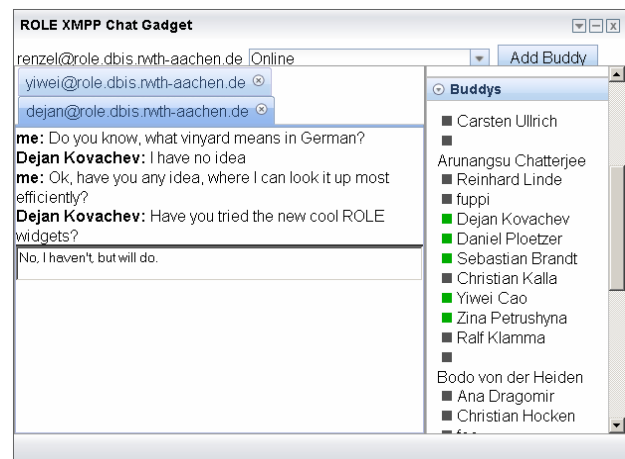 ROLE XMPP Chat Gadget
renzel@role.dbis.rwth-aachen.de Online Add Buddy
yiwei@role.dbis.rwth-aachen.de
dejan@role.dbis.rwth-aachen.de
me: Do you know, what vinyard means in German?
Dejan Kovachev: I have no idea
me: Ok, have you any idea, where I can look it up most
efficiently?
Dejan Kovachev: Have you tried the new cool ROLE
widgets?
No, I haven't, but will do.
Buddys
Carsten Ullrich
Arunangsu Chatterjee
Reinhard Linde
fuppi
Dejan Kovachev
Daniel Ploetzer
Sebastian Brandt
Christian Kalla
Yiwei Cao
Zina Petrushyna
Ralf Klamma
Bodo von der Heiden
Ana Dragomir
Christian Hocken